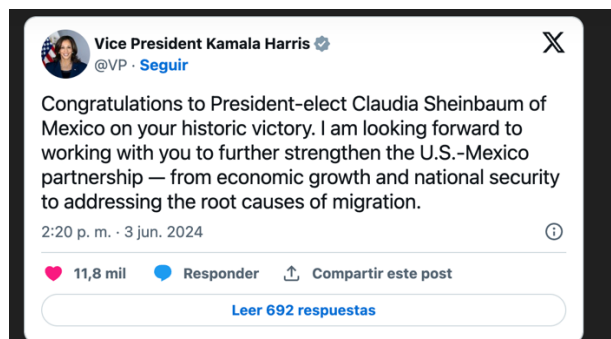 Vice President Kamala Harris
@VP · Seguir
Congratulations to President-elect Claudia Sheinbaum of
Mexico on your historic victory. I am looking forward to
working with you to further strengthen the U.S.-Mexico
partnership — from economic growth and national security
to addressing the root causes of migration.
2:20 p. m. · 3 jun. 2024
11,8 mil Responder Compartir este post
Leer 692 respuestas